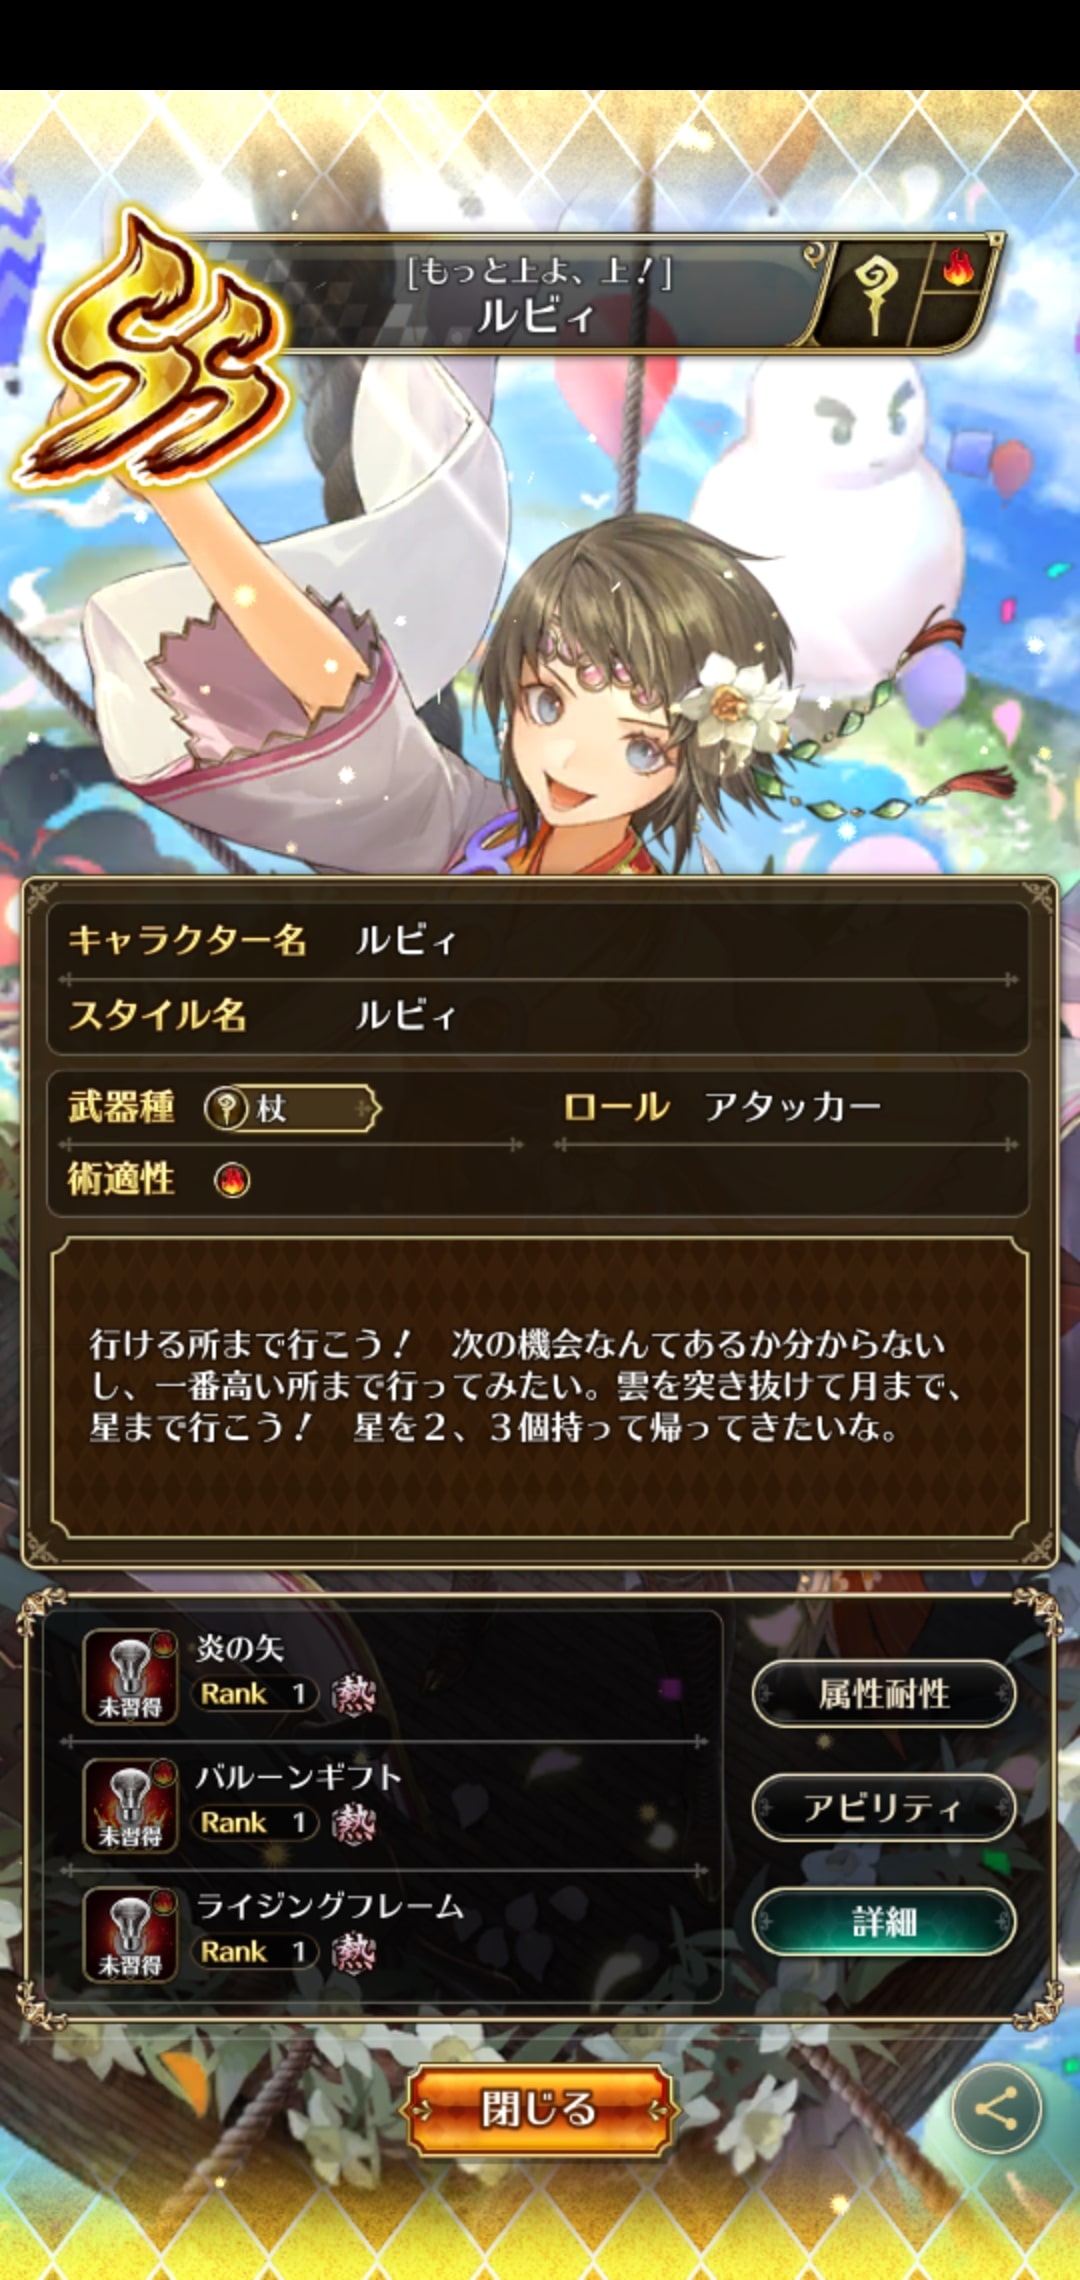 SS
[もっと上よ、上！]
ルビィ
キャラクター名 ルビィ
スタイル名 ルビィ
武器種 杖 ロール アタッカー
術適性
行ける所まで行こう！　次の機会なんてあるか分からない
し、一番高い所まで行ってみたい。雲を突き抜けて月まで、
星まで行こう！　星を２、３個持って帰ってきたいな。
炎の矢
未習得 Rank 1 熱
バルーンギフト
未習得 Rank 1 熱
ライジングフレーム
未習得 Rank 1 熱
属性耐性
アビリティ
詳細
閉じる